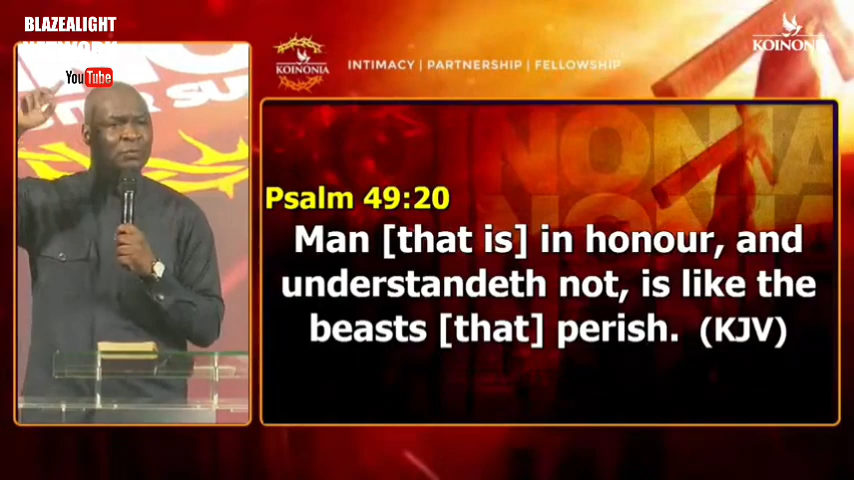 BLAZEALIGHT
NETWORK
YouTube
KOINONIA
INTIMACY | PARTNERSHIP | FELLOWSHIP
KOINONIA
Psalm 49:20
Man [that is] in honour, and
understandeth not, is like the
beasts [that] perish. (KJV)